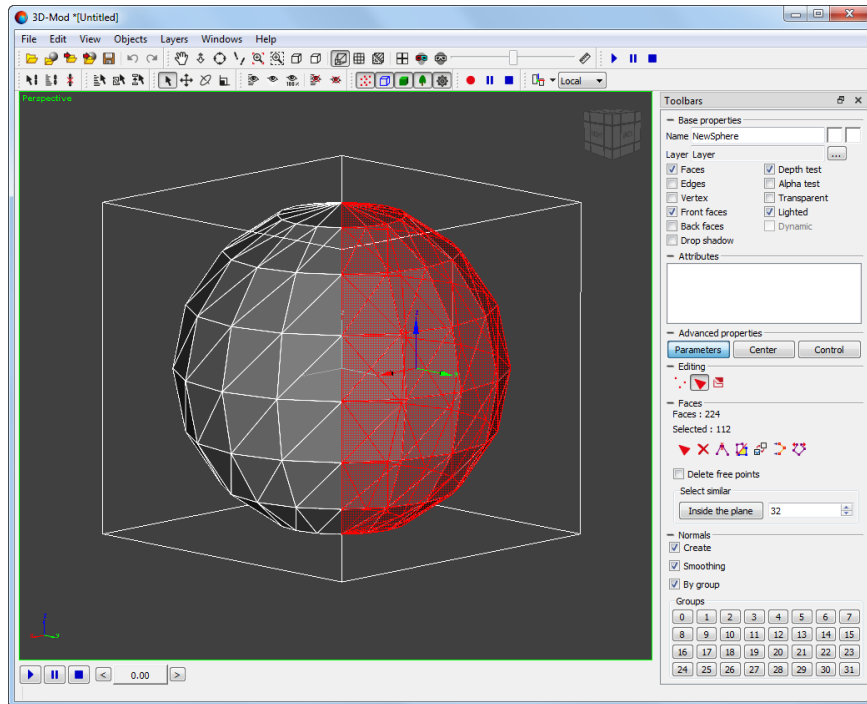 3D-Mod *[Untitled]
File Edit View Objects Layers Windows Help
Local
Perspective
Toolbars
Base properties
Name NewSphere
Layer Layer ...
Faces Depth test
Edges Alpha test
Vertex Transparent
Front faces Lighted
Back faces Dynamic
Drop shadow
Attributes
Advanced properties
Parameters Center Control
Editing
Faces
Faces : 224
Selected : 112
Delete free points
Select similar
Inside the plane 32
Normals
Create
Smoothing
By group
Groups
0 1 2 3 4 5 6 7
8 9 10 11 12 13 14 15
16 17 18 19 20 21 22 23
24 25 26 27 28 29 30 31
< 0.00 >